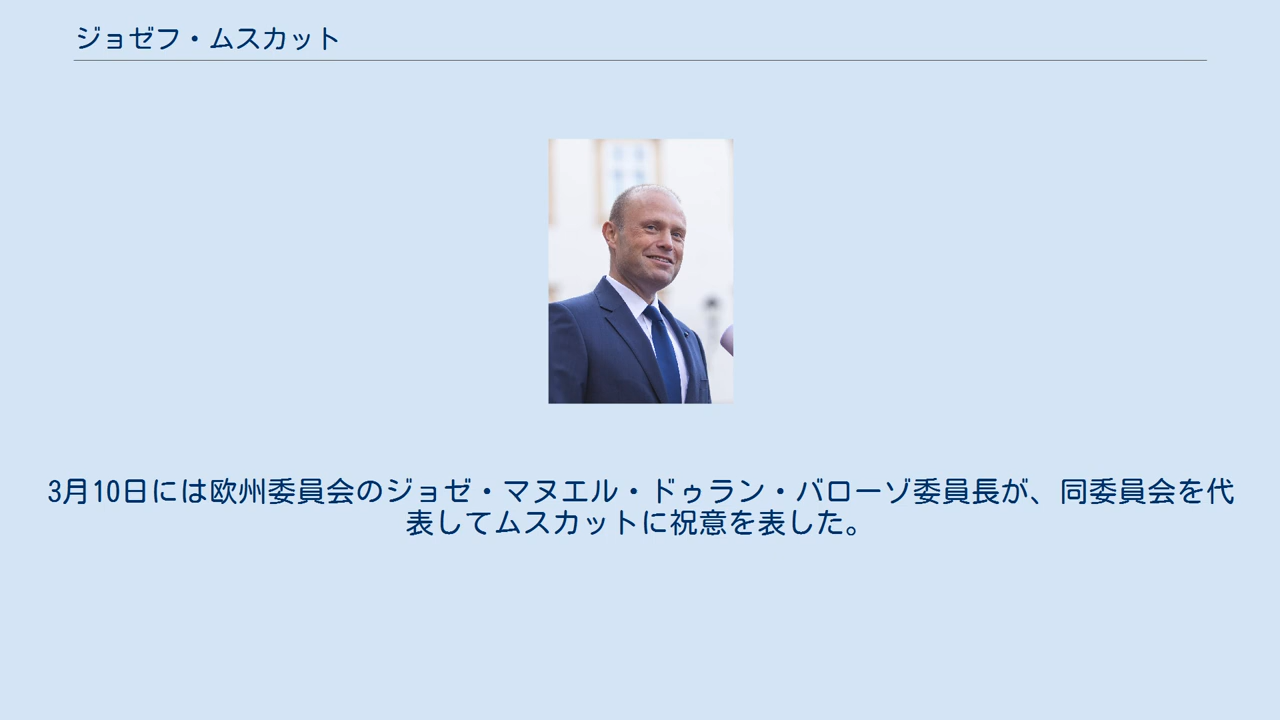 ジョゼフ・ムスカット
3月10日には欧州委員会のジョゼ・マヌエル・ドゥラン・バローゾ委員長が、同委員会を代
表してムスカットに祝意を表した。